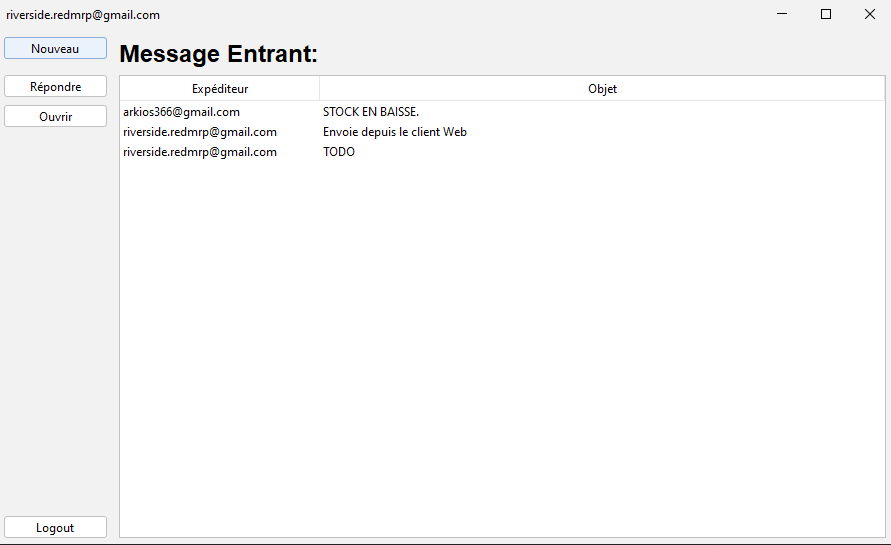 riverside.redmrp@gmail.com
Nouveau
Message Entrant:
Répondre
Ouvrir
Expéditeur Objet
arkios366@gmail.com STOCK EN BAISSE.
riverside.redmrp@gmail.com Envoie depuis le client Web
riverside.redmrp@gmail.com TODO
Logout